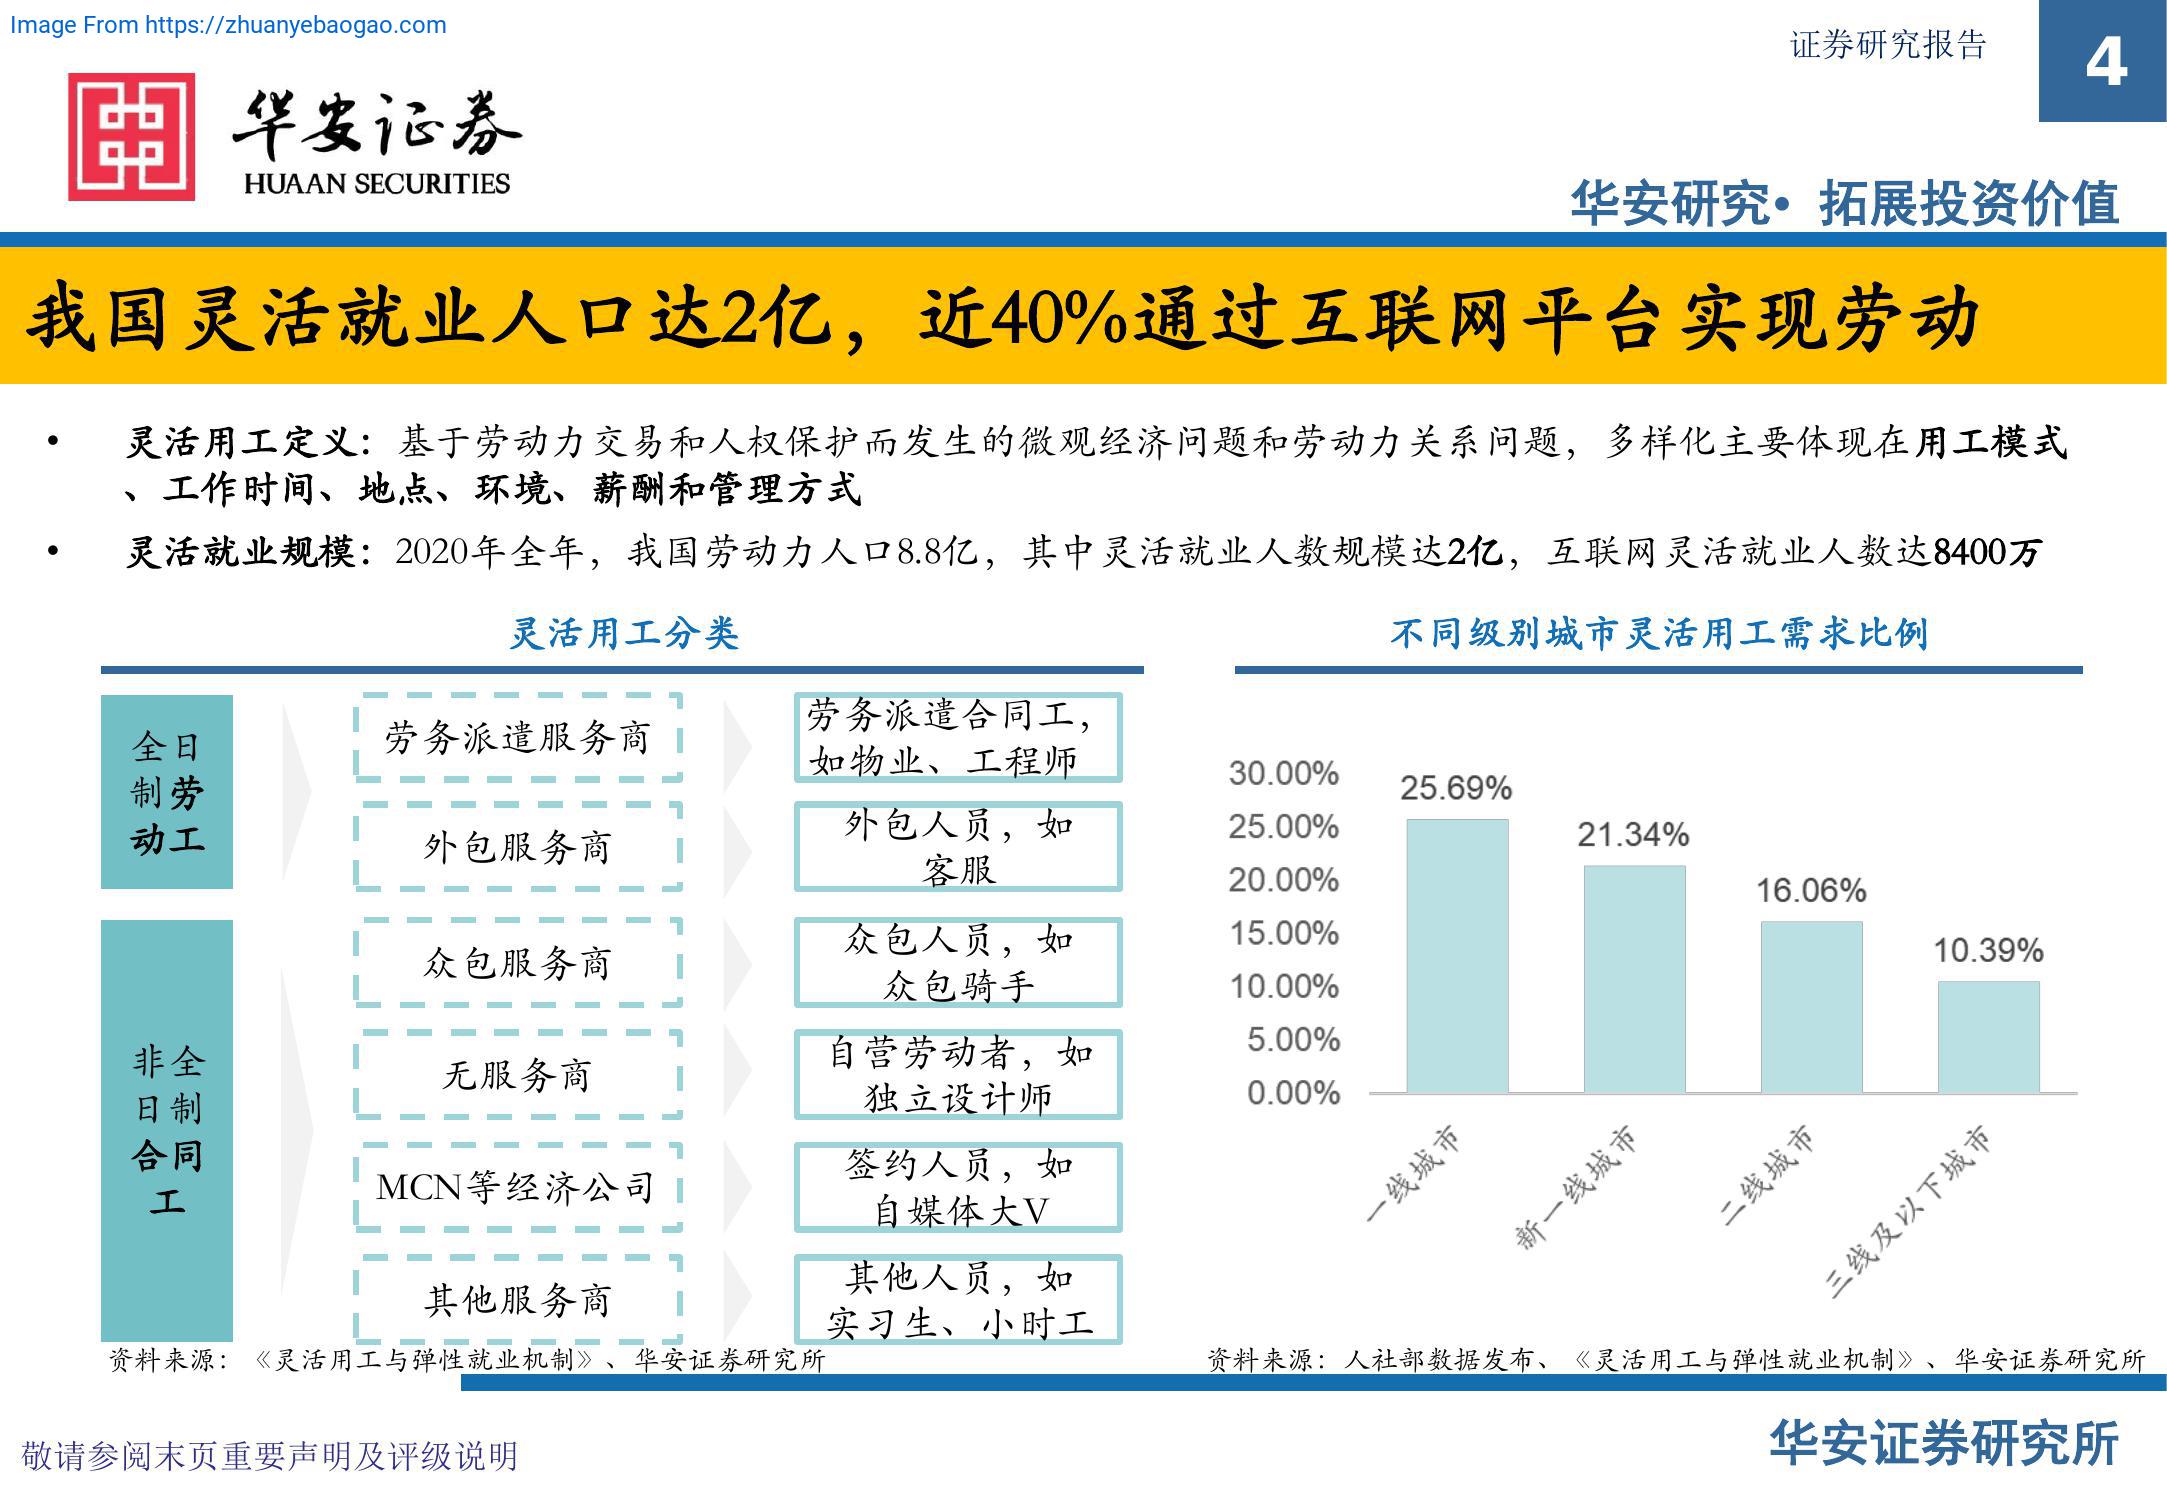 Image From https://zhuanyebaogao.com
证券研究报告
4
华安证券
HUAAN SECURITIES
华安研究• 拓展投资价值
我国灵活就业人口达2亿，近40%通过互联网平台实现劳动
• 灵活用工定义：基于劳动力交易和人权保护而发生的微观经济问题和劳动力关系问题，多样化主要体现在用工模式
、工作时间、地点、环境、薪酬和管理方式
• 灵活就业规模：2020年全年，我国劳动力人口8.8亿，其中灵活就业人数规模达2亿，互联网灵活就业人数达8400万
灵活用工分类
全日
制劳
动工
劳务派遣服务商
劳务派遣合同工，
如物业、工程师
外包服务商
外包人员，如
客服
非全
日制
合同
工
众包服务商
众包人员，如
众包骑手
无服务商
自营劳动者，如
独立设计师
MCN等经济公司
签约人员，如
自媒体大V
其他服务商
其他人员，如
实习生、小时工
资料来源：《灵活用工与弹性就业机制》、华安证券研究所
不同级别城市灵活用工需求比例
30.00%
25.00%
20.00%
15.00%
10.00%
5.00%
0.00%
25.69%
21.34%
16.06%
10.39%
一线城市
新一线城市
二线城市
三线及以下城市
资料来源：人社部数据发布、《灵活用工与弹性就业机制》、华安证券研究所
敬请参阅末页重要声明及评级说明
华安证券研究所